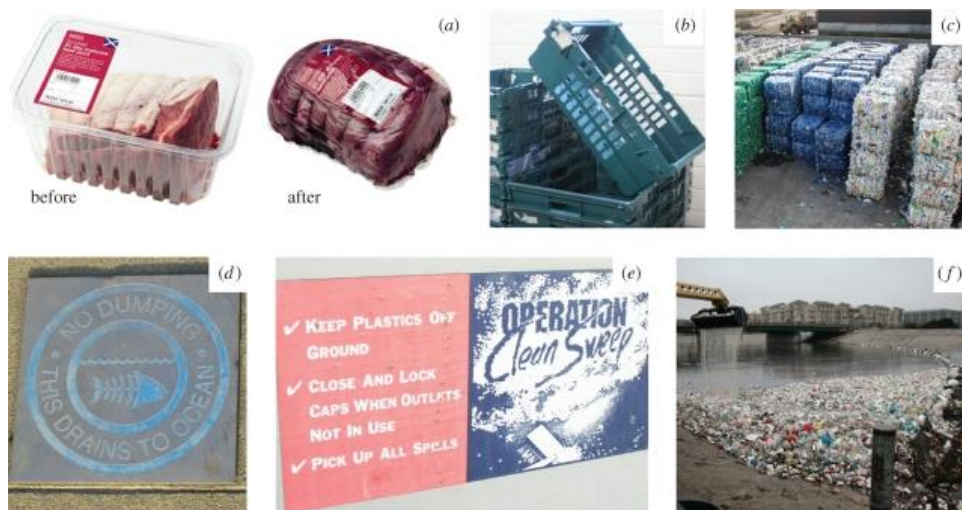 (a)
before
after
(b)
(c)
(d)
NO DUMPING
THIS DRAINS TO OCEAN
(e)
✓ KEEP PLASTICS OFF
GROUND
✓ CLOSE AND LOCK
CAPS WHEN OUTLETS
NOT IN USE
✓ PICK UP ALL SPILLS
OPERATION
Clean Sweep
(f)